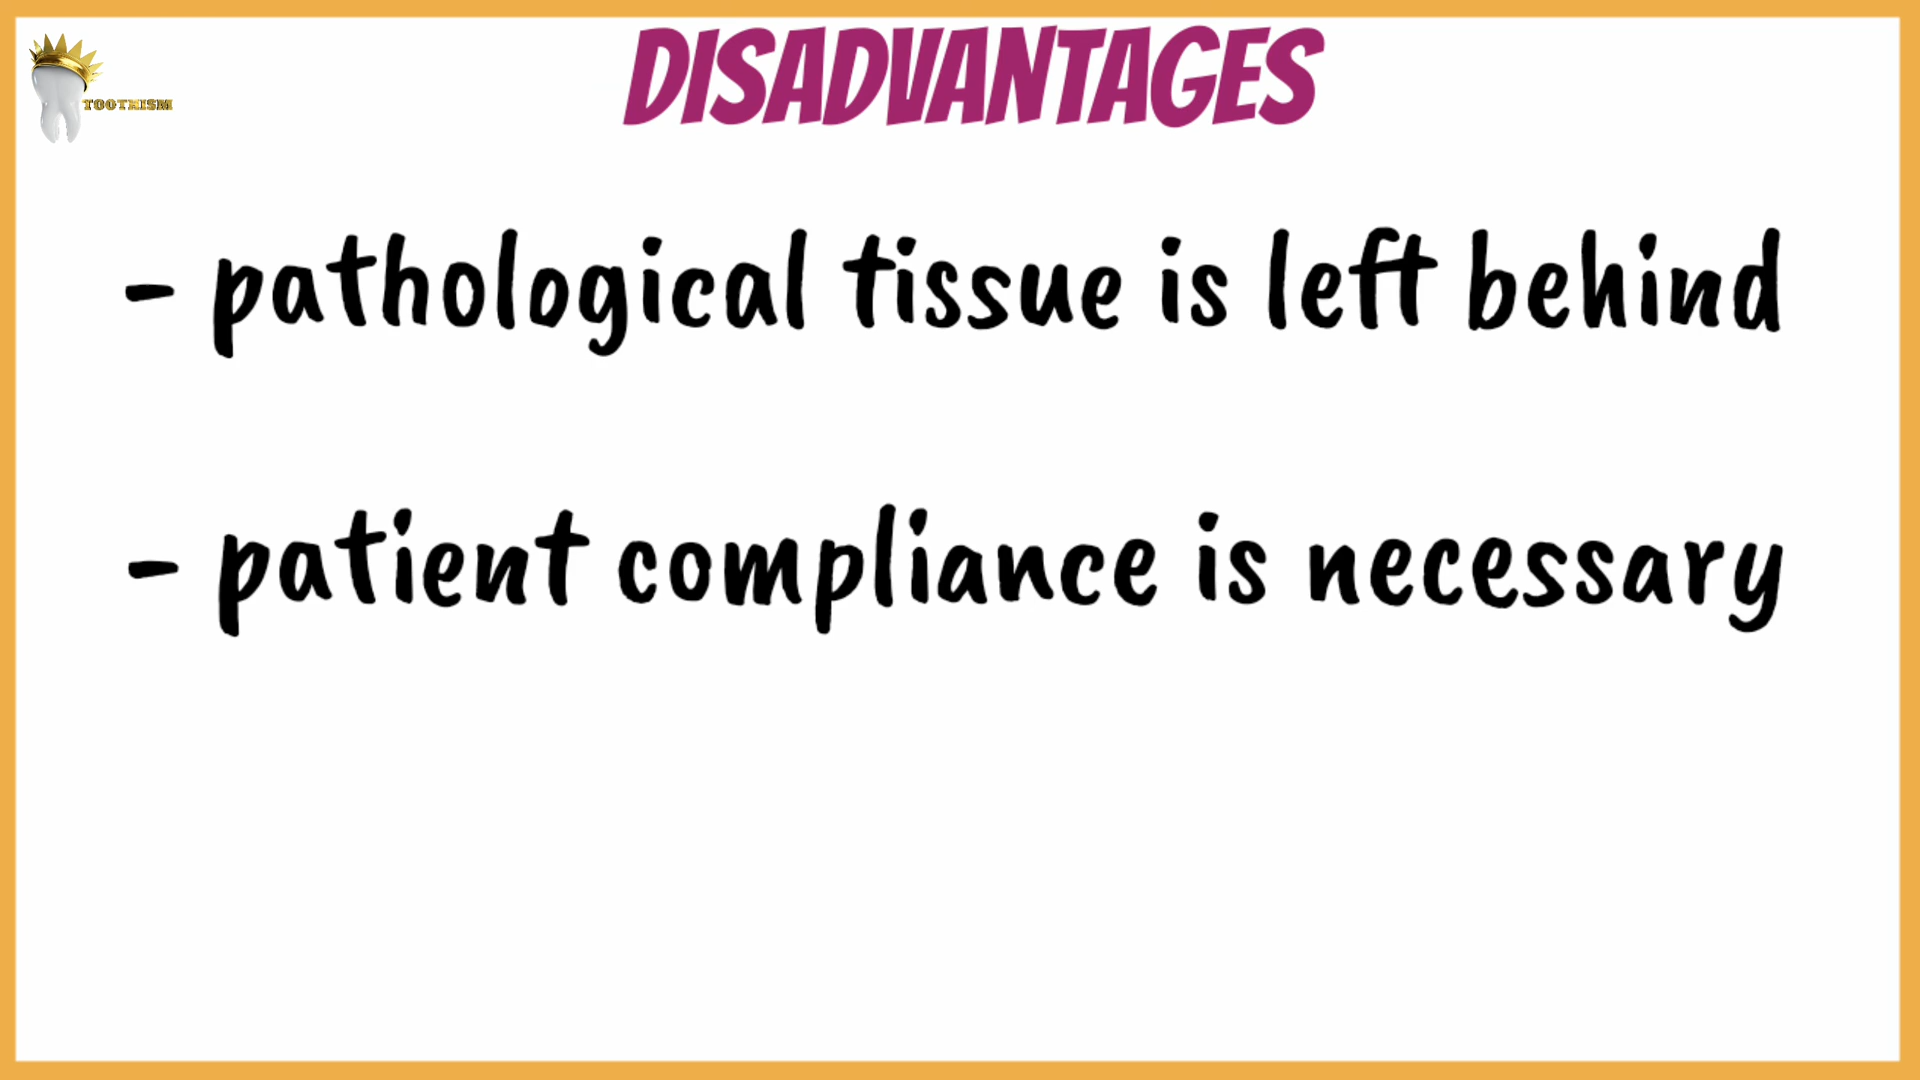 DISADVANTAGES
TOOTHISM
- pathological tissue is left behind
- patient compliance is necessary